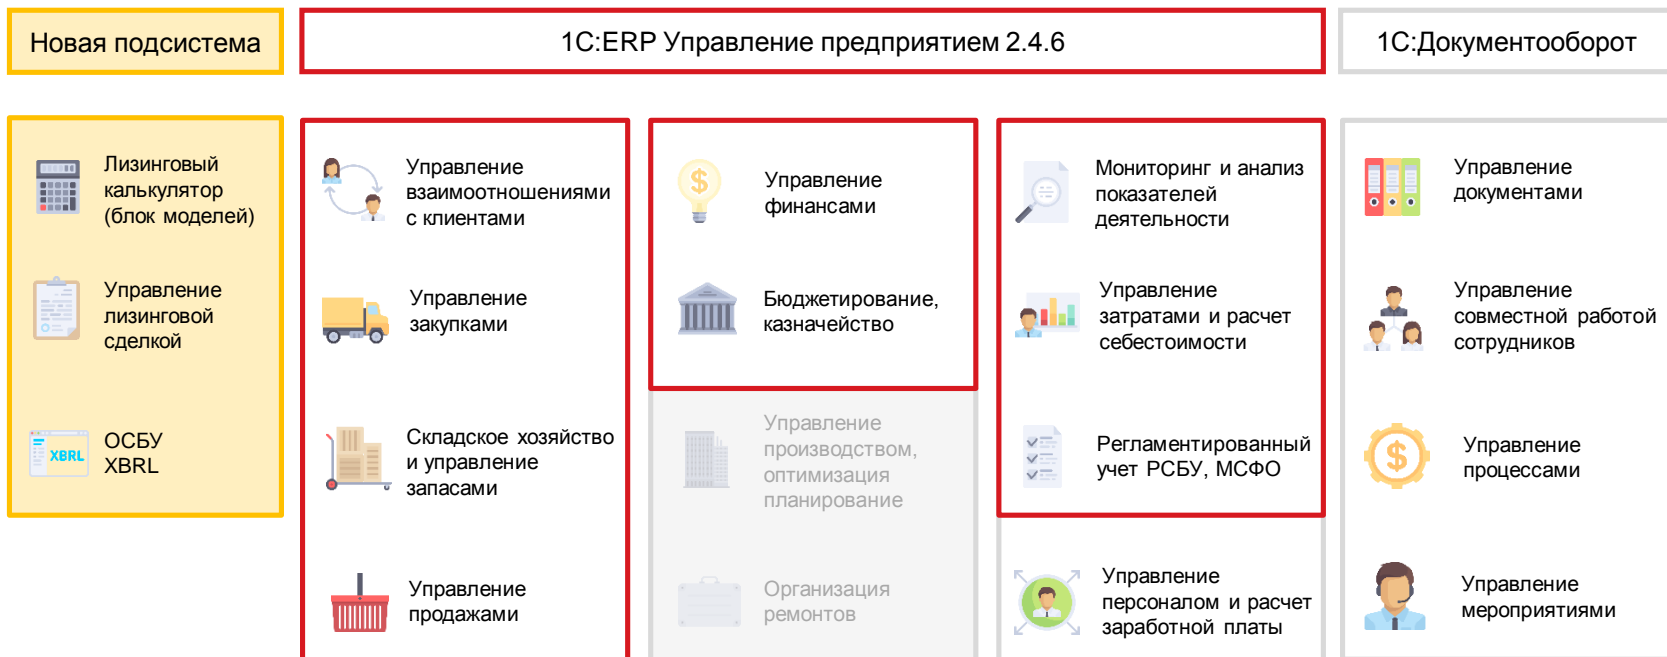 Новая подсистема
1С:ERP Управление предприятием 2.4.6
1С:Документооборот
Лизинговый
калькулятор
(блок моделей)
Управление
лизинговой
сделкой
XBRL
ОСБУ
XBRL
Управление
взаимоотношениями
с клиентами
Управление
закупками
Складское хозяйство
и управление
запасами
Управление
продажами
Управление
финансами
Бюджетирование,
казначейство
Управление
производством,
оптимизация
планирование
Организация
ремонтов
Мониторинг и анализ
показателей
деятельности
Управление
затратами и расчет
себестоимости
Регламентированный
учет РСБУ, МСФО
Управление
персоналом и расчет
заработной платы
Управление
документами
Управление
совместной работой
сотрудников
Управление
процессами
Управление
мероприятиями